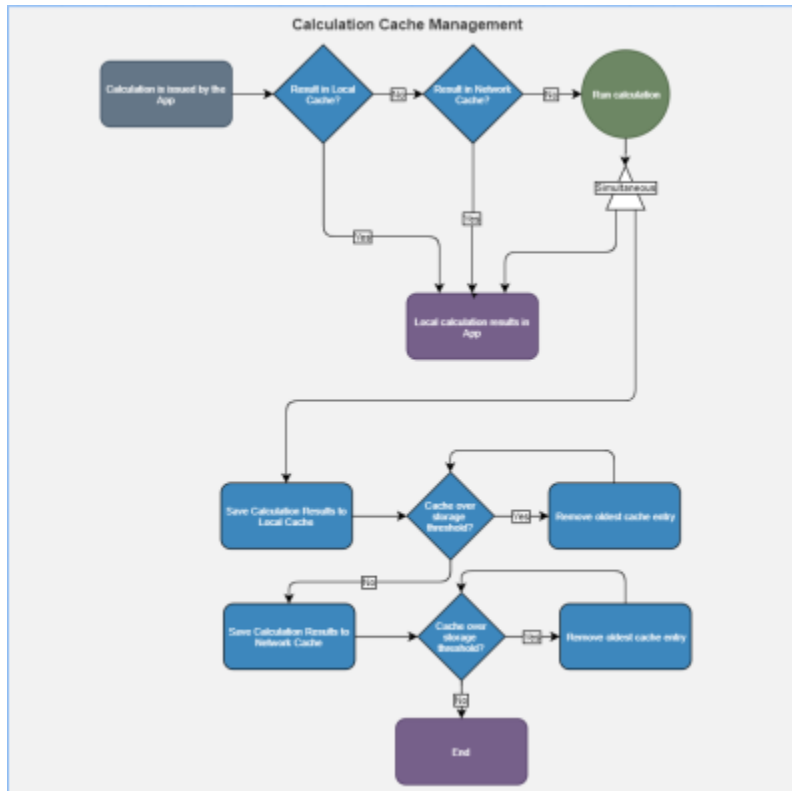 Calculation Cache Management
Calculation is issued by the
App
Result in Local
Cache?
No
Result in Network
Cache?
No
Run calculation
Simultaneous
Yes
Yes
Local calculation results in
App
Save Calculation Results to
Local Cache
Cache over
storage
threshold?
Yes
Remove oldest cache entry
No
Save Calculation Results to
Network Cache
Cache over
storage
threshold?
Yes
Remove oldest cache entry
No
End